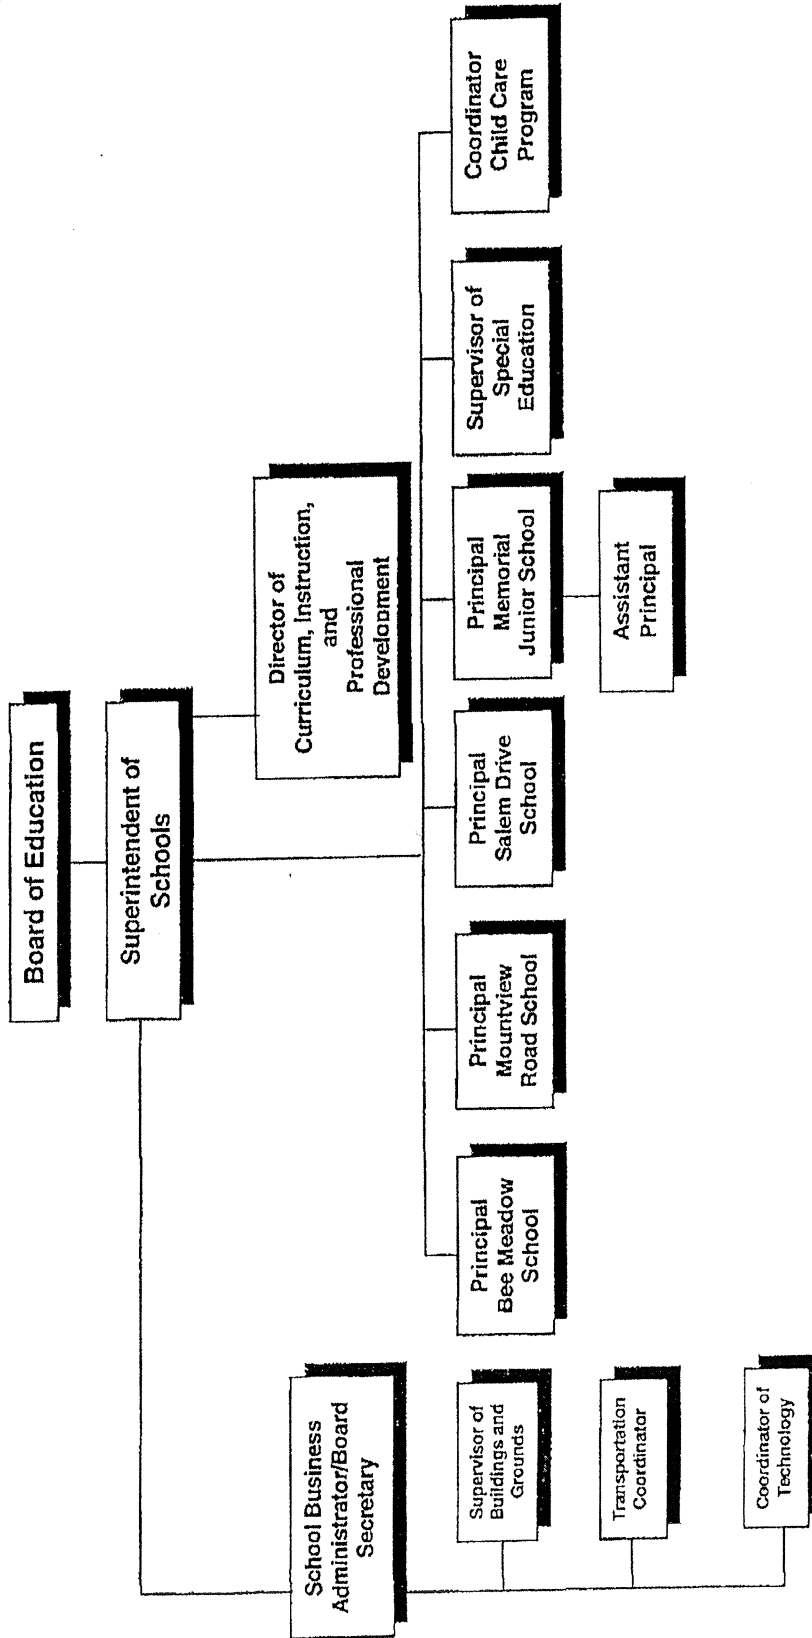 Board of Education
Superintendent of
Schools
Director of
Curriculum, Instruction,
and
Professional
Development
School Business
Administrator/Board
Secretary
Supervisor of
Buildings and
Grounds
Transportation
Coordinator
Coordinator of
Technology
Principal
Bee Meadow
School
Principal
Mountview
Road School
Principal
Salem Drive
School
Principal
Memorial
Junior School
Assistant
Principal
Supervisor of
Special
Education
Coordinator
Child Care
Program